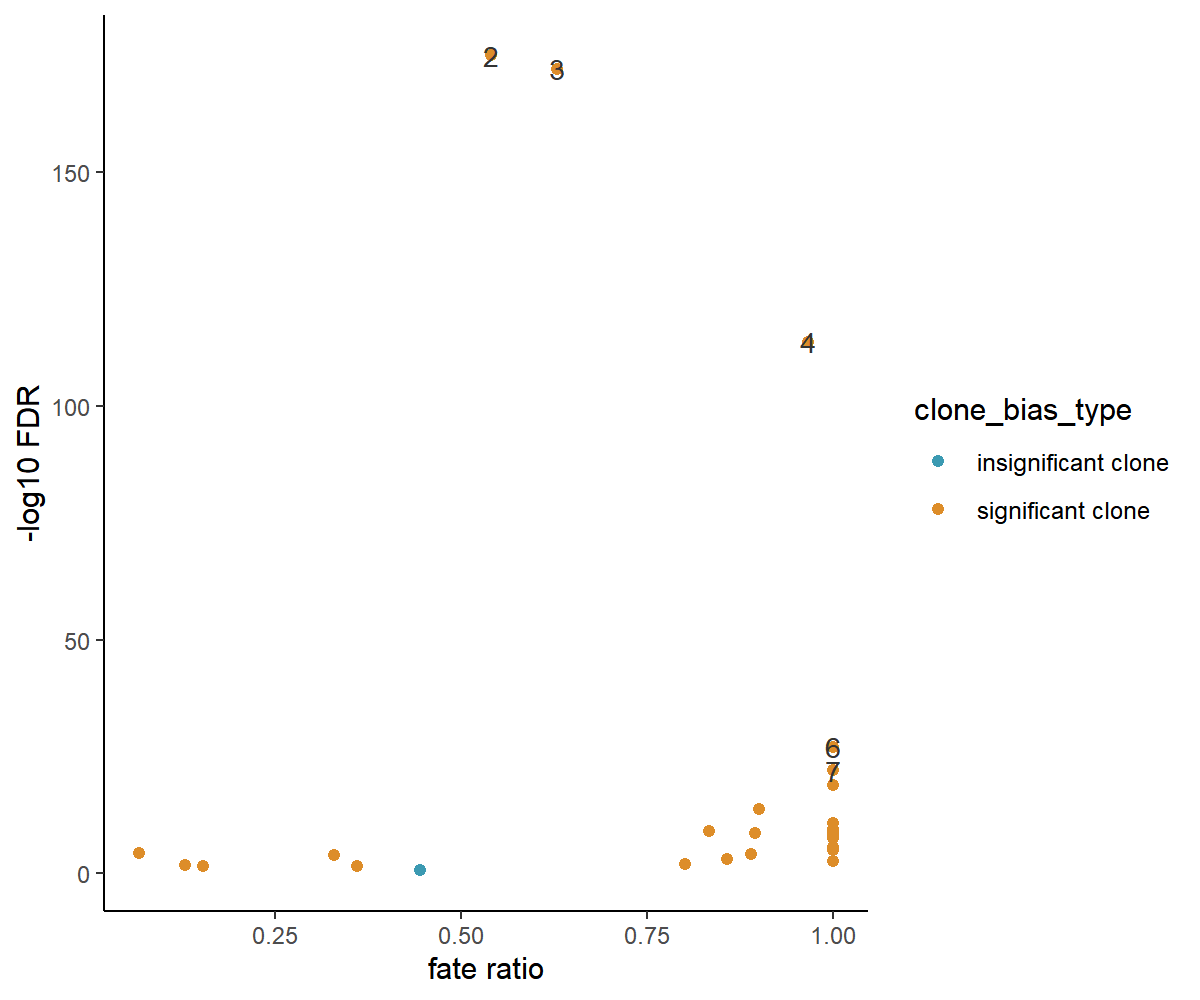 2
3
150
4
100
-log10 FDR
clone_bias_type
insignificant clone
significant clone
50
6
7
0
0.25
0.50
0.75
1.00
fate ratio